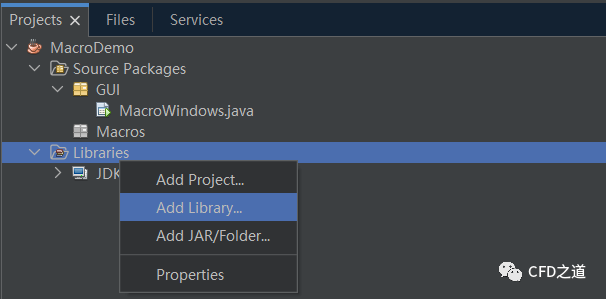 Projects
Files
Services
MacroDemo
Source Packages
GUI
MacroWindows.java
Macros
Libraries
JDK
Add Project...
Add Library...
Add JAR/Folder...
Properties
CFD之道